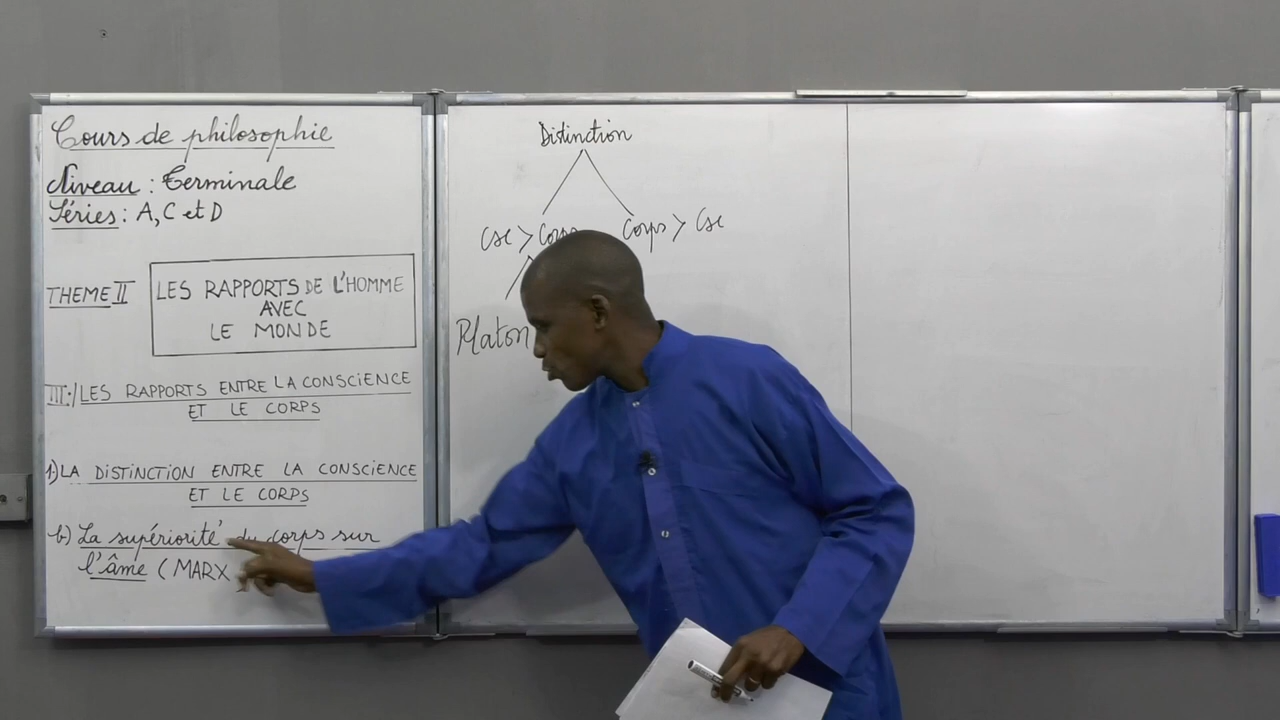 Cours de philosophie
Niveau : Terminale
Séries : A, C et D
THEME II
LES RAPPORTS DE L'HOMME
AVEC
LE MONDE
III:/ LES RAPPORTS ENTRE LA CONSCIENCE
ET LE CORPS
1) LA DISTINCTION ENTRE LA CONSCIENCE
ET LE CORPS
b) La supériorité du corps sur
l'âme (MARX
Distinction
Cse > Corps
Corps > Cse
Platon